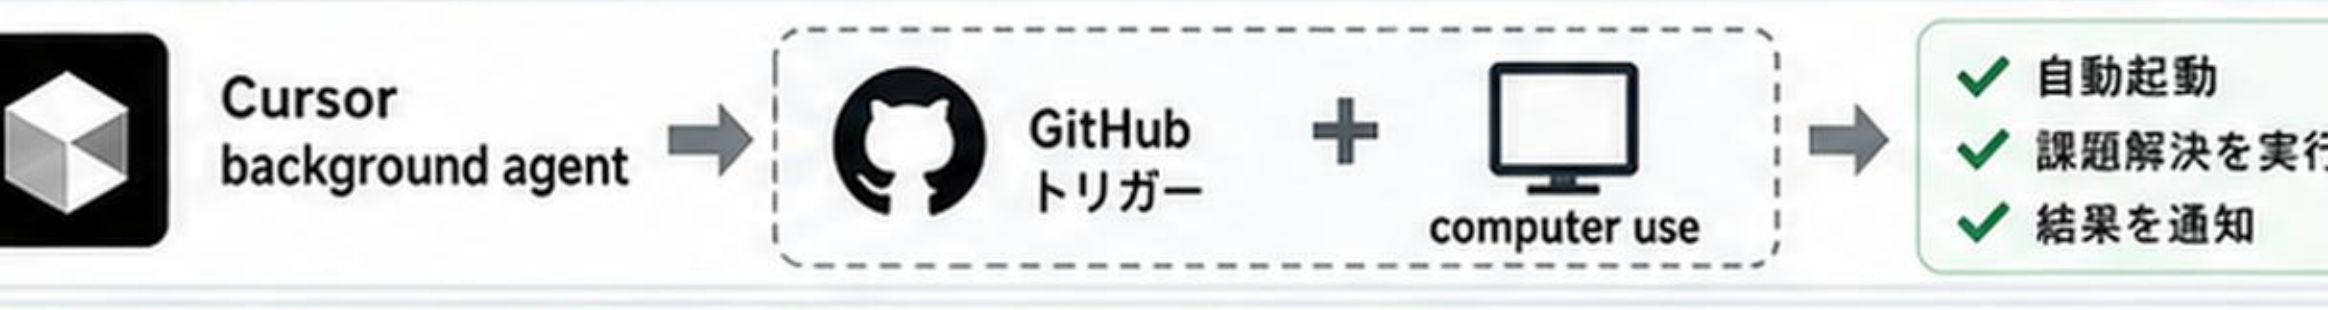 Cursor
background agent
GitHub
トリガー
computer use
自動起動
課題解決を実行
結果を通知